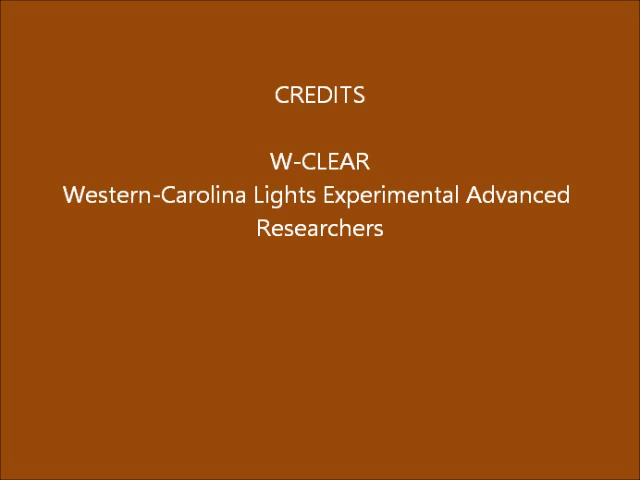 CREDITS
W-CLEAR
Western-Carolina Lights Experimental Advanced
Researchers